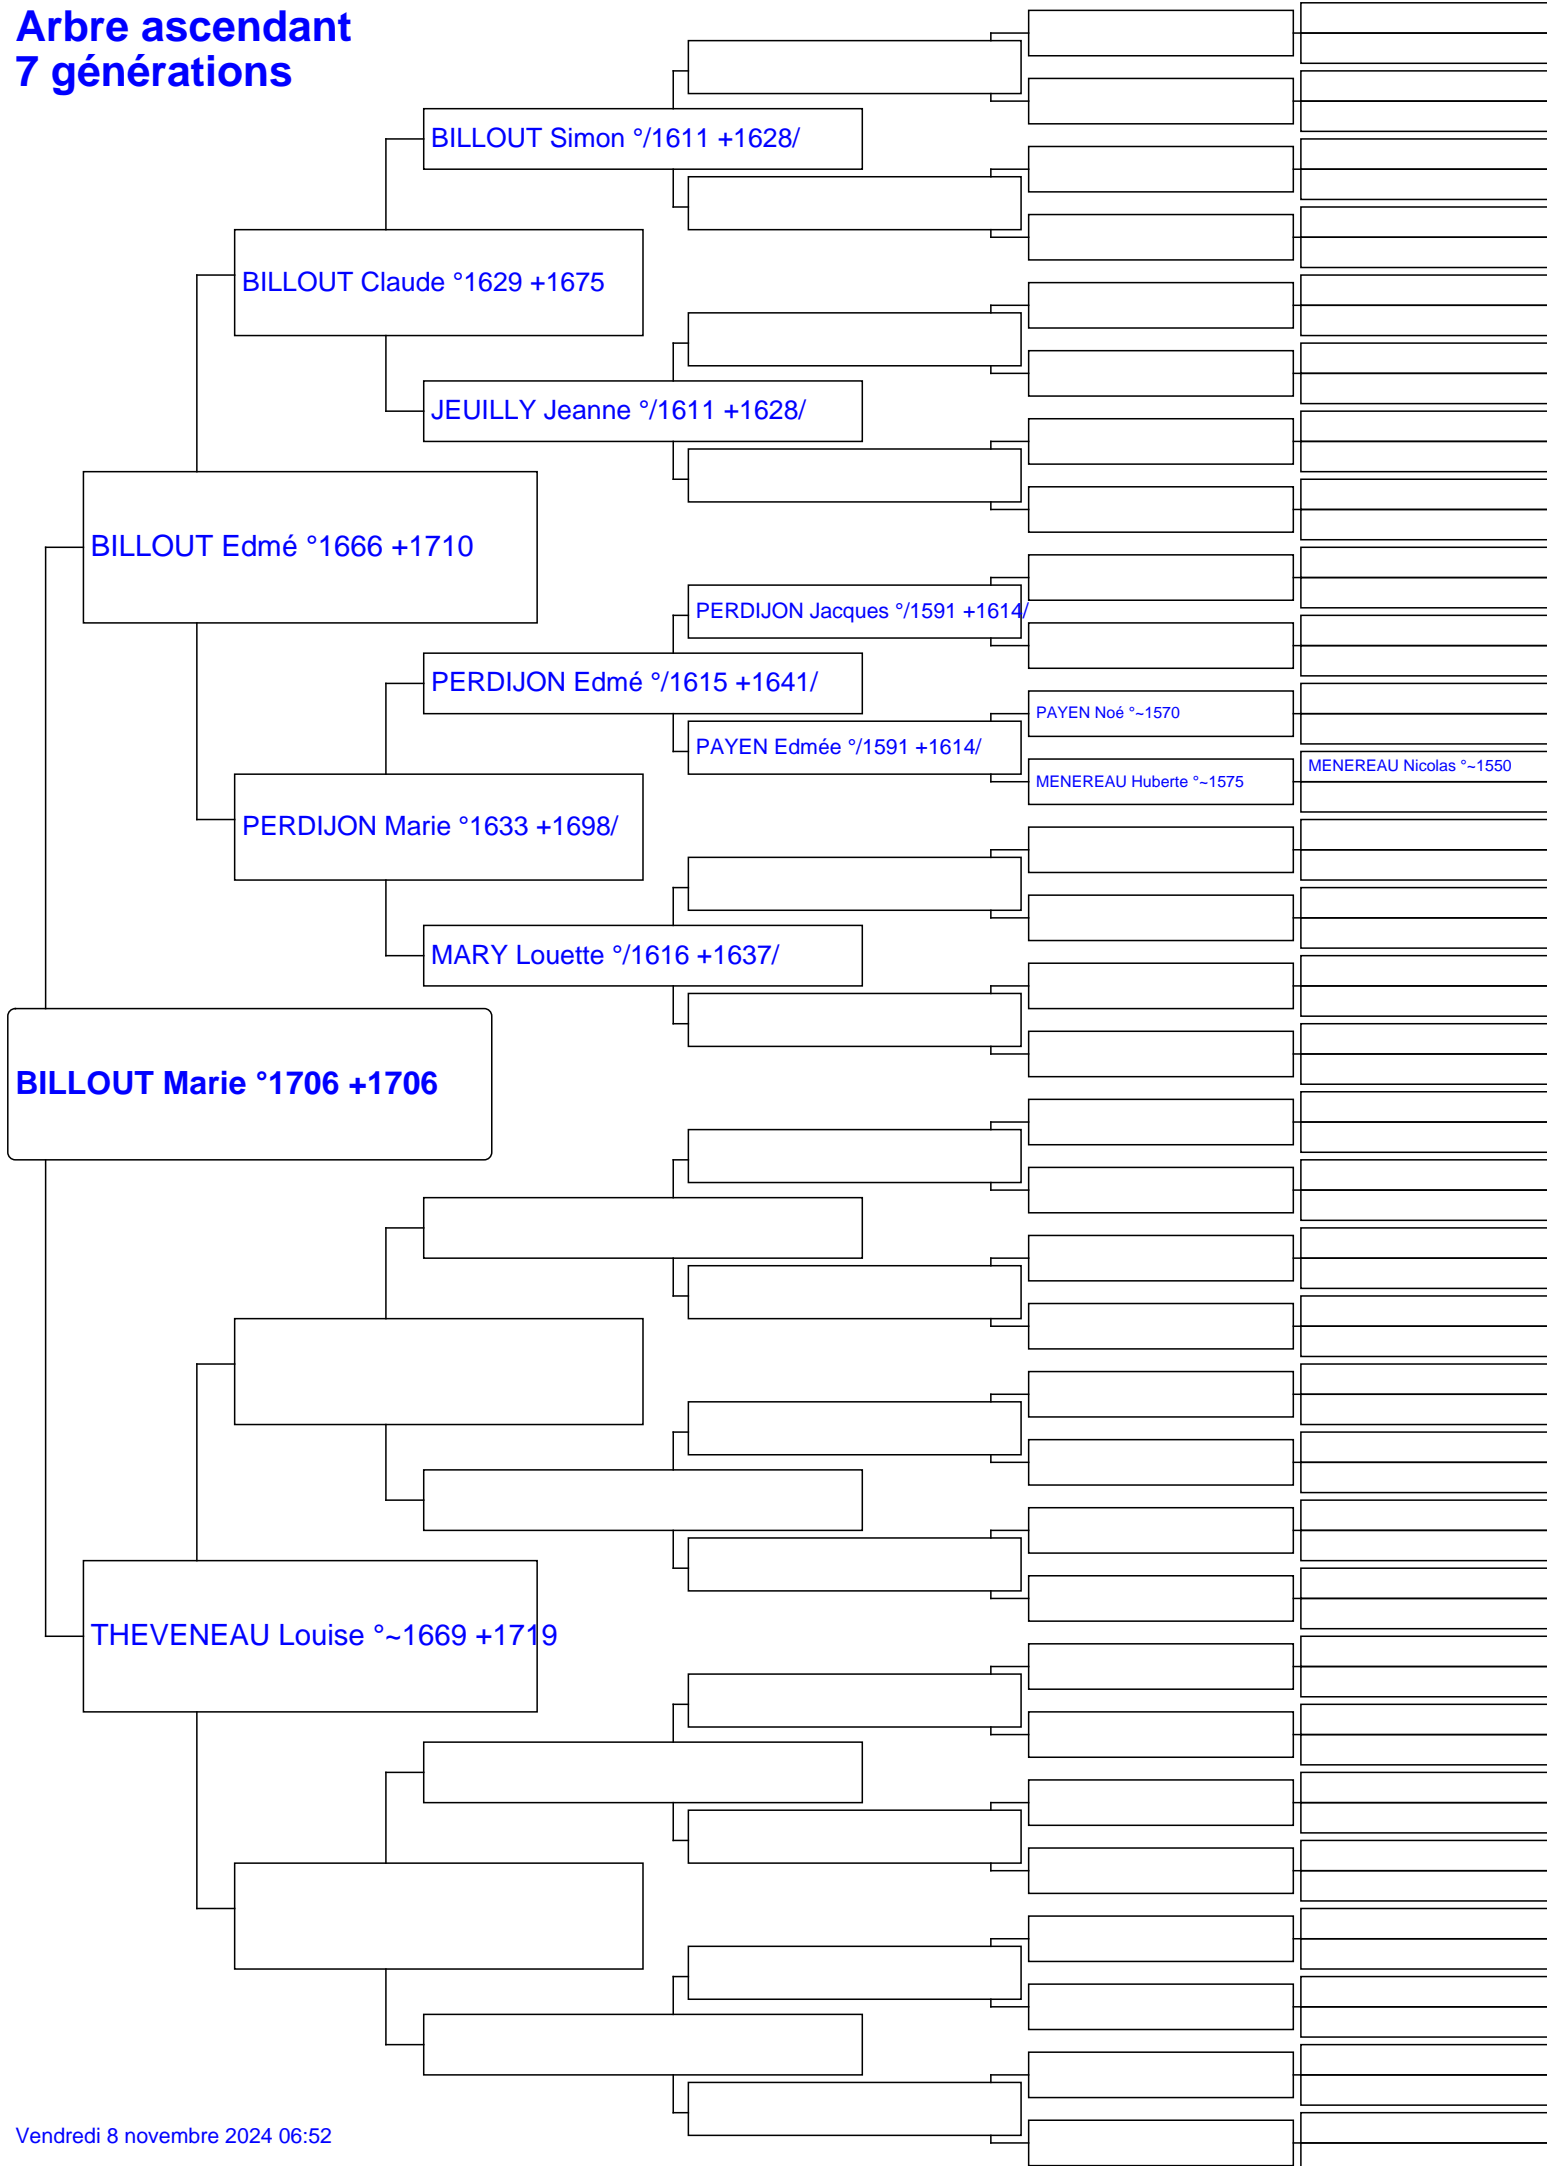 Arbre ascendant
7 générations
BILLOUT Simon °/1611 +1628/
BILLOUT Claude °1629 +1675
JEUILLY Jeanne °/1611 +1628/
BILLOUT Edmé °1666 +1710
PERDIJON Jacques °/1591 +1614/
PERDIJON Edmé °/1615 +1641/
PAYEN Noé °~1570
PAYEN Edmée °/1591 +1614/
MENEREAU Nicolas °~1550
MENEREAU Huberte °~1575
PERDIJON Marie °1633 +1698/
MARY Louette °/1616 +1637/
BILLOUT Marie °1706 +1706
THEVENEAU Louise °~1669 +1719
Vendredi 8 novembre 2024 06:52